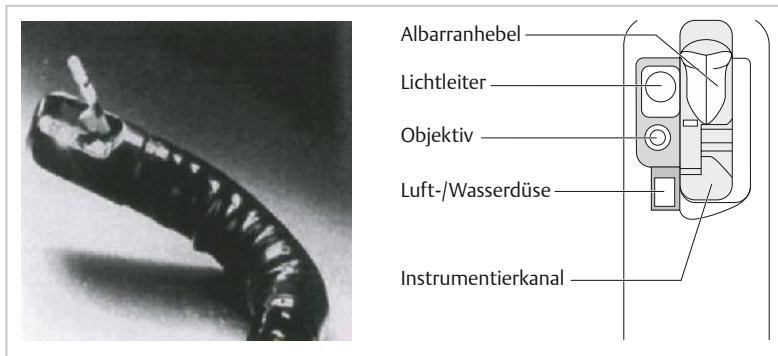 Albarranhebel
Lichtleiter
Objektiv
Luft-/Wasserdüse
Instrumentierkanal